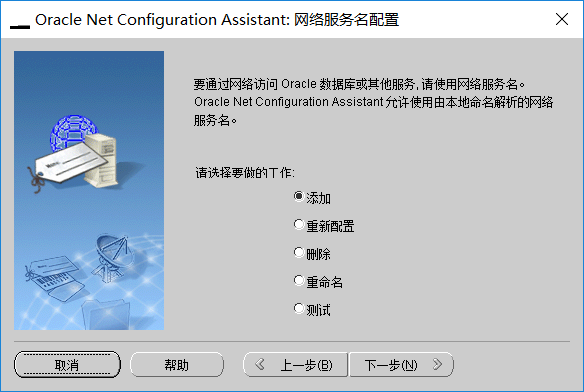 Oracle Net Configuration Assistant: 网络服务名配置
要通过网络访问 Oracle 数据库或其他服务, 请使用网络服务名。
Oracle Net Configuration Assistant 允许使用由本地命名解析的网络
服务名。
请选择要做的工作:
添加
重新配置
删除
重命名
测试
取消
帮助
上一步(B)
下一步(N)